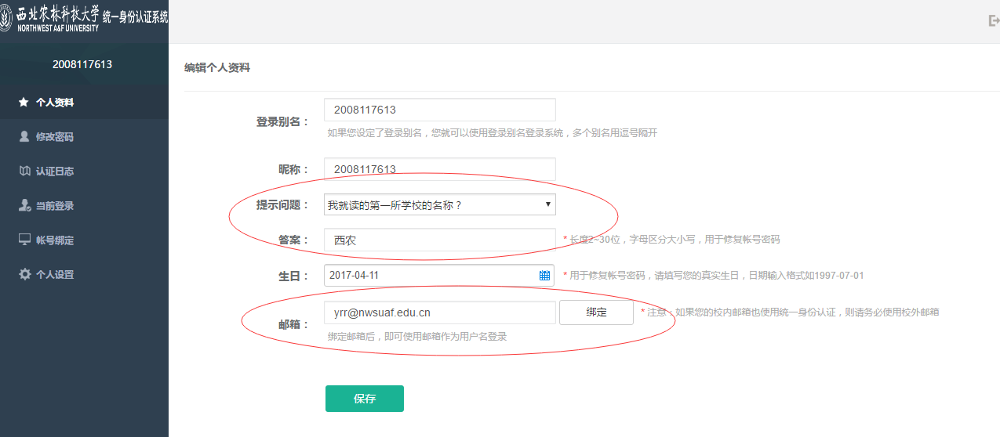 西北农林科技大学 统一身份认证系统
NORTHWEST A&F UNIVERSITY
2008117613
个人资料
修改密码
认证日志
当前登录
帐号绑定
个人设置
编辑个人资料
登录别名： 2008117613
如果您设定了登录别名，您就可以使用登录别名登录系统，多个别名用逗号隔开
昵称： 2008117613
提示问题： 我就读的第一所学校的名称？
答案： 西农 * 长度2~30位，字母区分大小写，用于修复帐号密码
生日： 2017-04-11 * 用于修复帐号密码，请填写您的真实生日，日期输入格式如1997-07-01
邮箱： yrr@nwsuaf.edu.cn 绑定 * 注意：如果您的校内邮箱也使用统一身份认证，则请务必使用校外邮箱
绑定邮箱后，即可使用邮箱作为用户名登录
保存